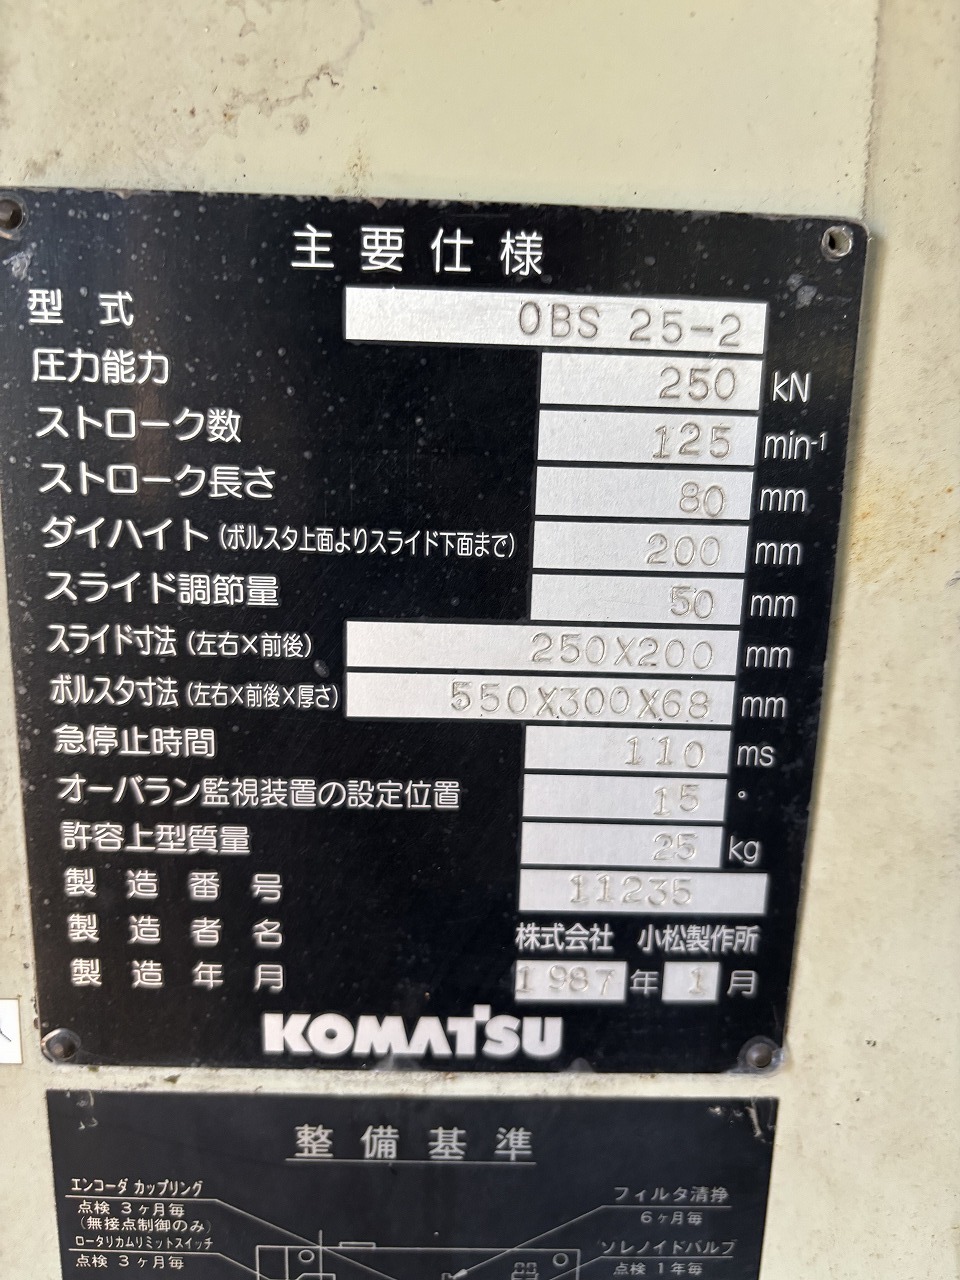 主要仕様
型式 OBS 25-2
圧力能力 250 kN
ストローク数 125 min-1
ストローク長さ 80 mm
ダイハイト(ボルスタ上面よりスライド下面まで) 200 mm
スライド調節量 50 mm
スライド寸法(左右×前後) 250X200 mm
ボルスタ寸法(左右×前後×厚さ) 550X300X68 mm
急停止時間 110 ms
オーバラン監視装置の設定位置 15 °
許容上型質量 25 kg
製造番号 11235
製造者名 株式会社 小松製作所
製造年月 1987年1月
KOMATSU
整備基準
エンコーダ カップリング
点検 3ヶ月毎
(無接点制御のみ)
ロータリカムリミットスイッチ
点検 3ヶ月毎
フィルタ清掃
6ヶ月毎
ソレノイドバルブ
点検 1年毎